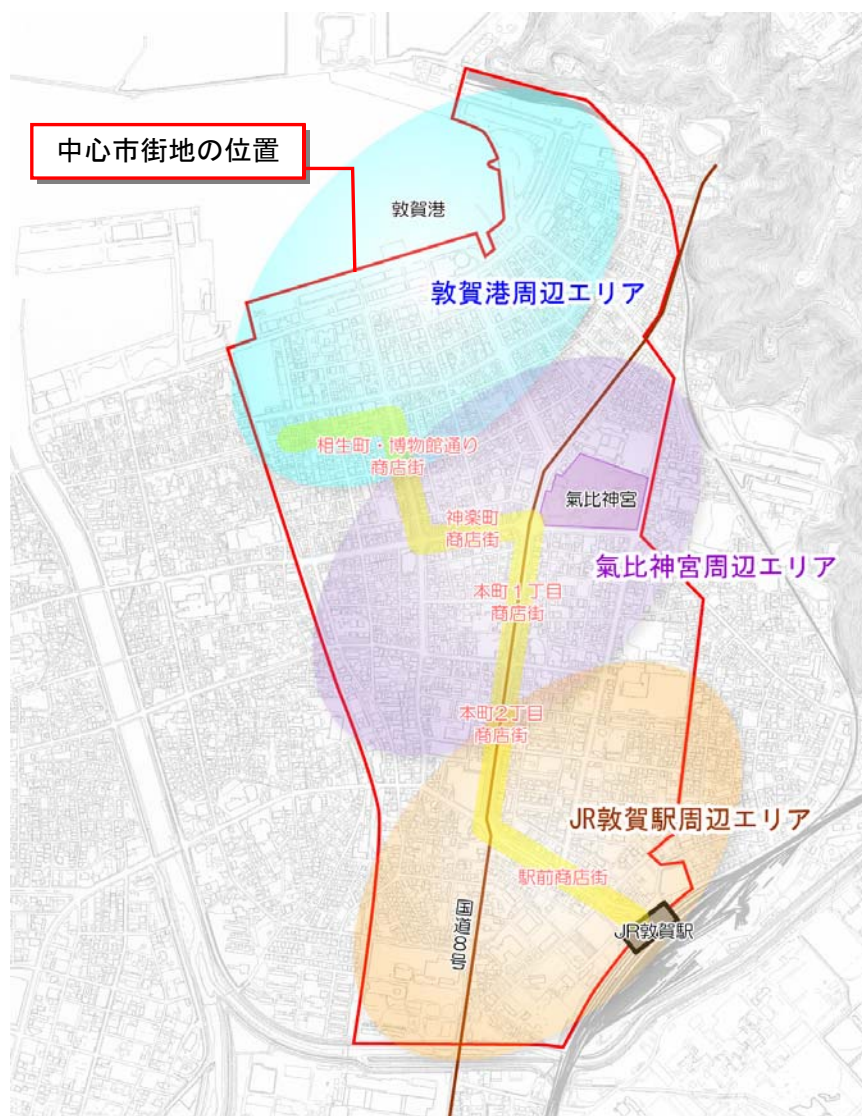 中心市街地の位置
敦賀港
敦賀港周辺エリア
相生町・博物館通り
商店街
氣比神宮
神楽町
商店街
氣比神宮周辺エリア
本町1丁目
商店街
本町2丁目
商店街
JR敦賀駅周辺エリア
駅前商店街
国道8号
JR敦賀駅